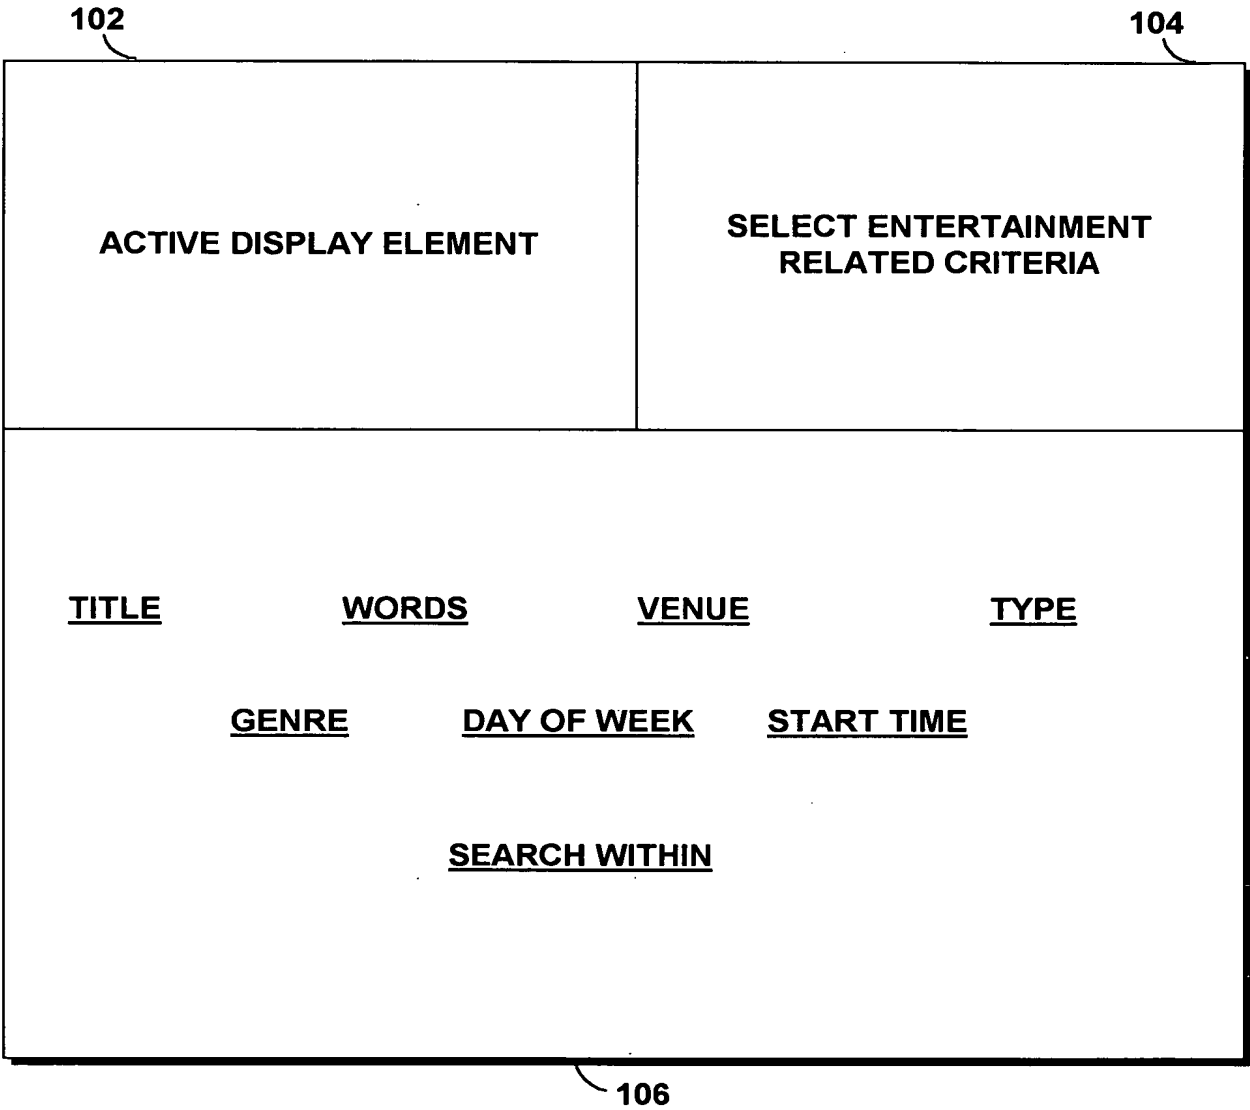 102
104
ACTIVE DISPLAY ELEMENT
SELECT ENTERTAINMENT
RELATED CRITERIA
TITLE WORDS VENUE TYPE
GENRE DAY OF WEEK START TIME
SEARCH WITHIN
106